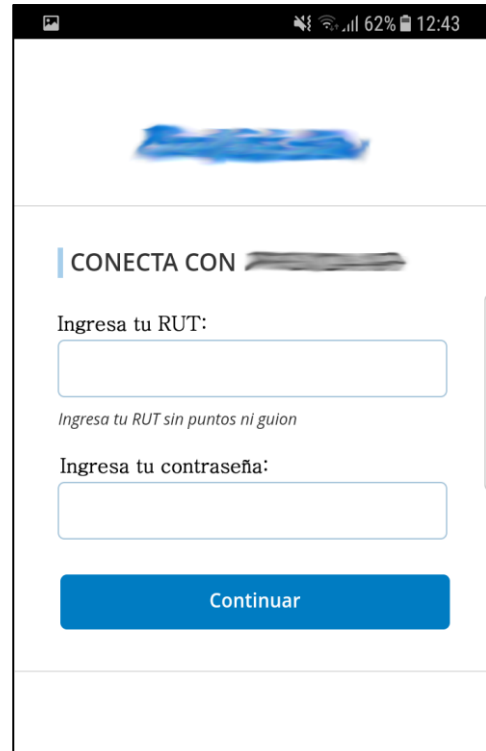 62% 12:43
CONECTA CON
Ingresa tu RUT:
Ingresa tu RUT sin puntos ni guion
Ingresa tu contraseña:
Continuar